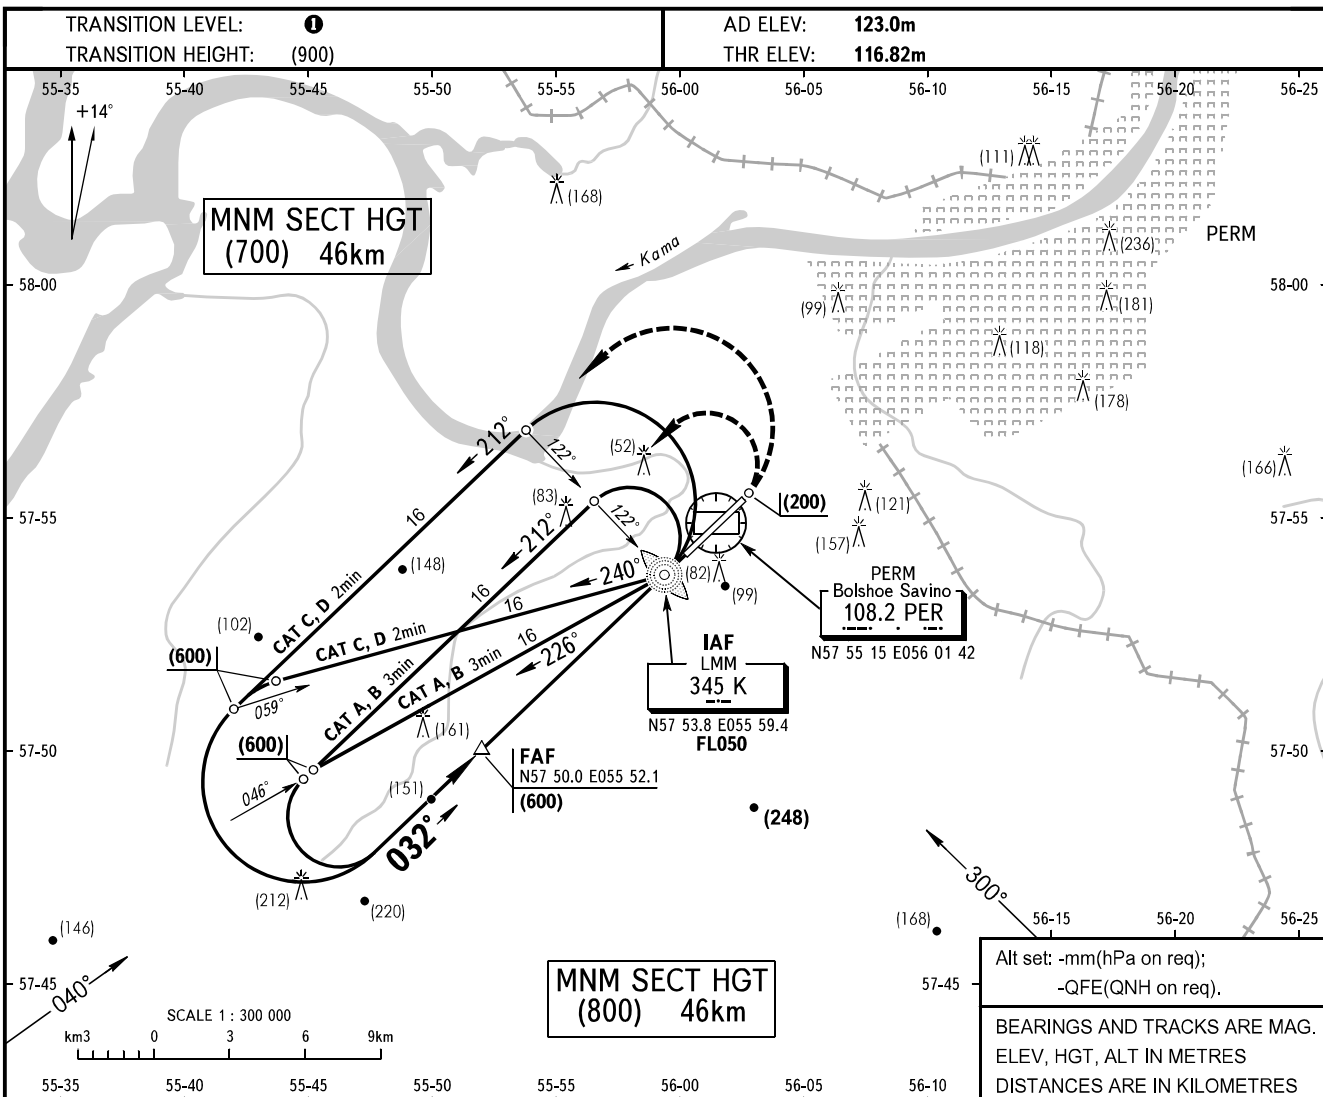 TRANSITION LEVEL: 1
TRANSITION HEIGHT: (900)
AD ELEV: 123.0m
THR ELEV: 116.82m
55-35 55-40 55-45 55-50 55-55 56-00 56-05 56-10 56-15 56-20 56-25
+14°
(111)
(168)
MNM SECT HGT
(700) 46km
PERM
(236)
Kama
58-00
58-00
(99)
(181)
(118)
(178)
212°
122°
(52)
(166)
(83)
(200)
(121)
16
57-55
57-55
122°
212°
(157)
(148)
240°
(82)
(99)
PERM
Bolshoe Savino
108.2 PER
N57 55 15 E056 01 42
CAT C, D 2min
16
16
(102)
CAT C, D 2min
16
226°
IAF
LMM
345 K
N57 53.8 E055 59.4
FL050
(600)
059°
CAT A, B 3min
CAT A, B 3min
(161)
(600)
57-50
57-50
FAF
N57 50.0 E055 52.1
(600)
046°
(151)
(248)
032°
(212)
(220)
300°
(168)
(146)
56-15 56-20 56-25
040°
MNM SECT HGT
(800) 46km
57-45
57-45
Alt set: -mm(hPa on req);
-QFE(QNH on req).
SCALE 1 : 300 000
km3 0 3 6 9km
BEARINGS AND TRACKS ARE MAG.
ELEV, HGT, ALT IN METRES
DISTANCES ARE IN KILOMETRES
55-35 55-40 55-45 55-50 55-55 56-00 56-05 56-10